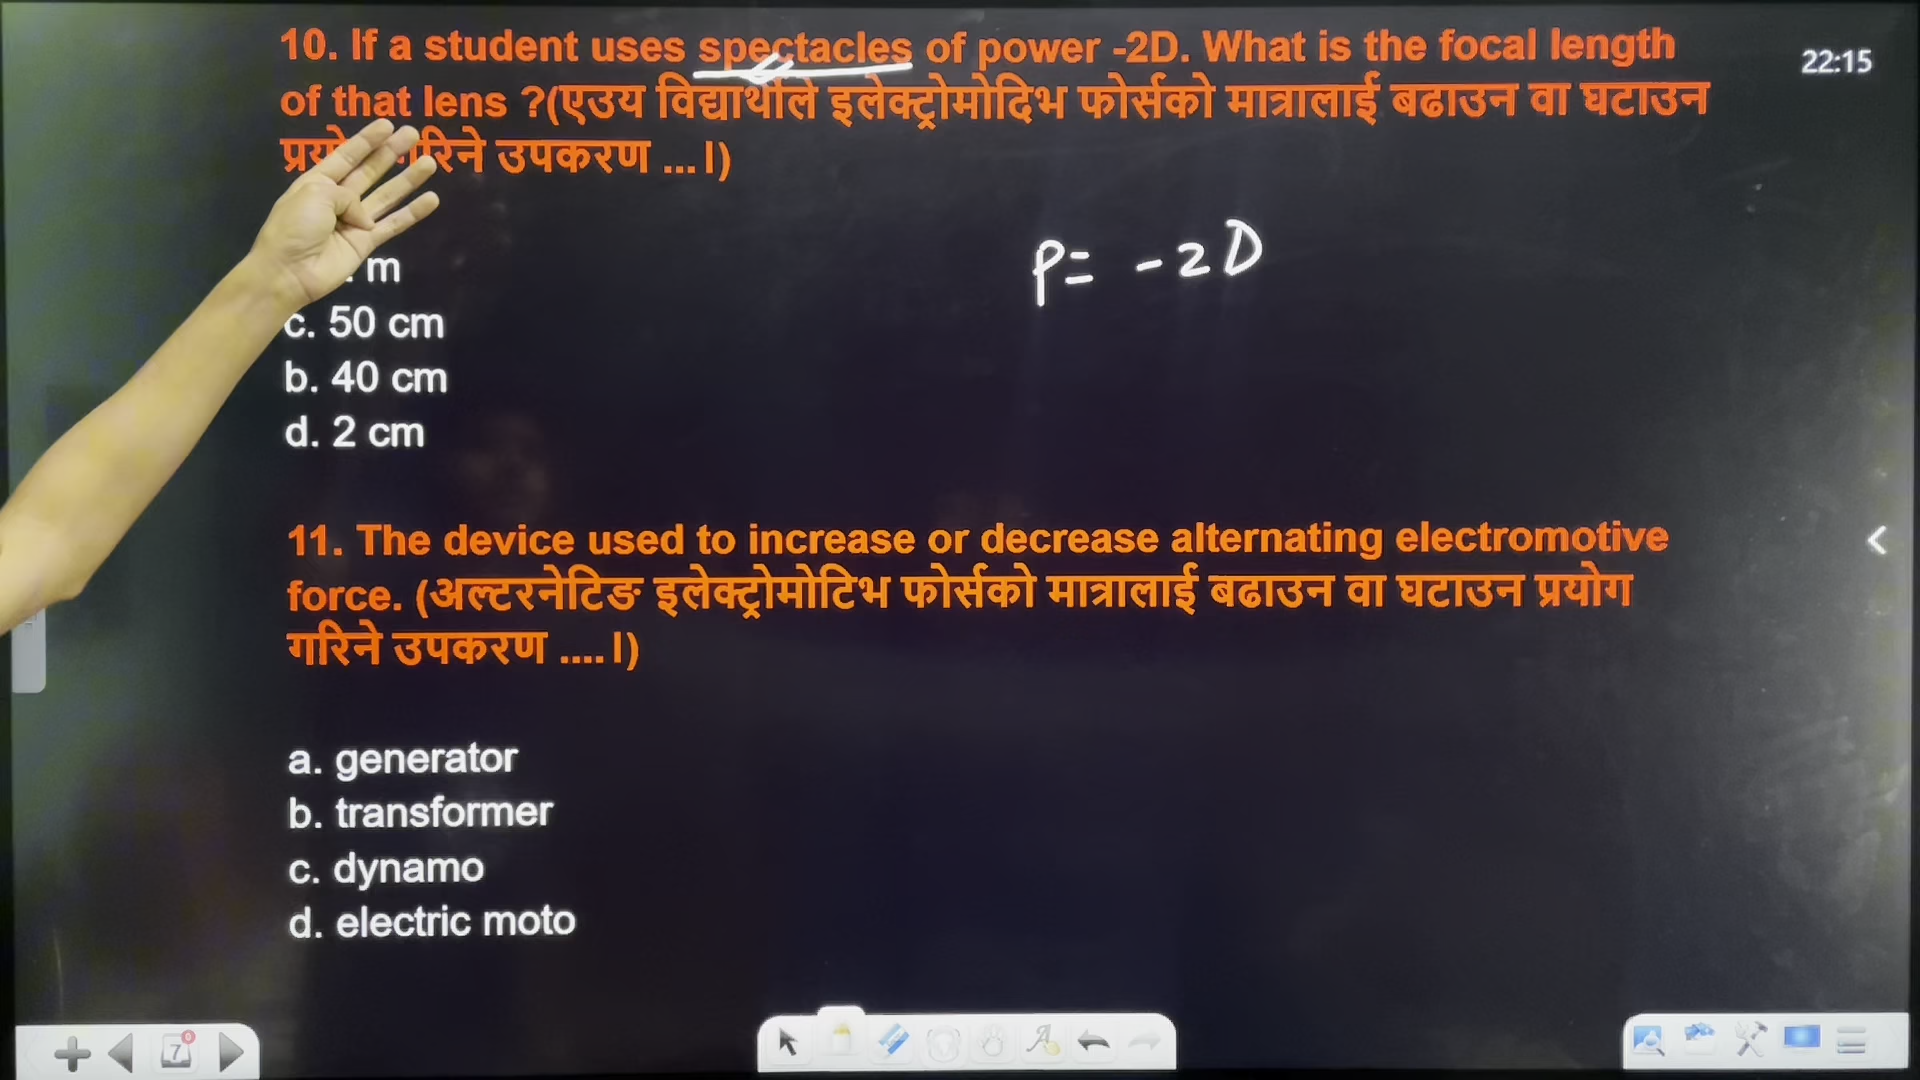 10. If a student uses spectacles of power -2D. What is the focal length
22:15
of that lens ?(एउय विद्यार्थीले इलेक्ट्रोमोदिभ फोर्सको मात्रालाई बढाउन वा घटाउन
उपकरण ...।)
P= -2D
m
c. 50 cm
b. 40 cm
d. 2 cm
11. The device used to increase or decrease alternating electromotive
force. (अल्टरनेटिङ इलेक्ट्रोमोटिभ फोर्सको मात्रालाई बढाउन वा घटाउन प्रयोग
गरिने उपकरण ....।)
a. generator
b. transformer
c. dynamo
d. electric moto
7
0